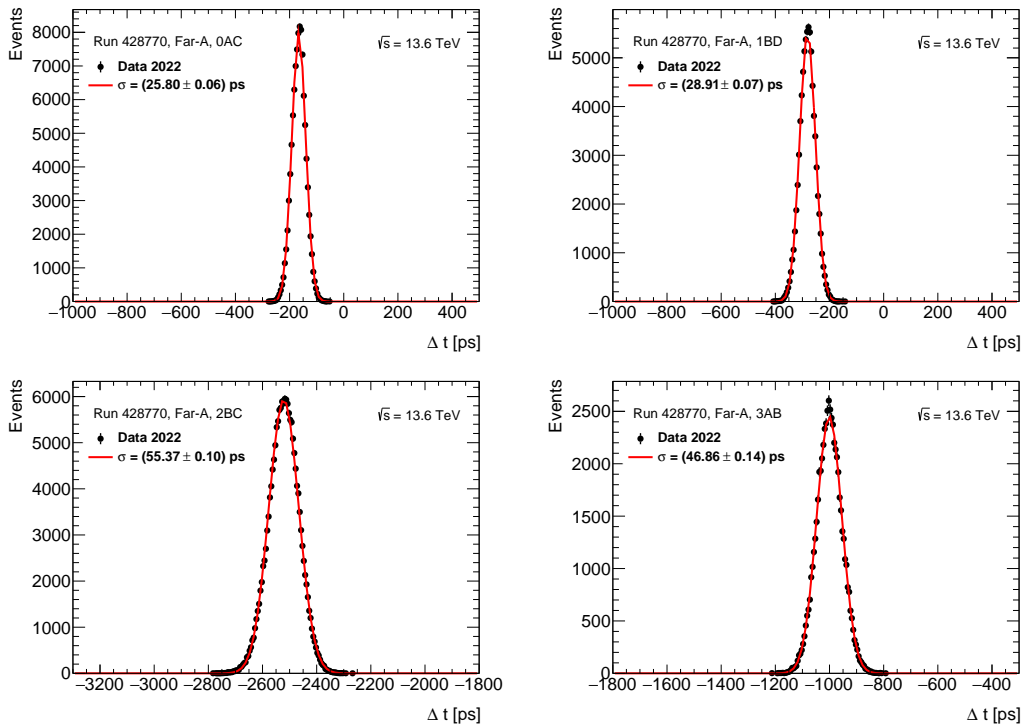 Events
8000
7000
6000
5000
4000
3000
2000
1000
0
Run 428770, Far-A, 0AC
√s = 13.6 TeV
Data 2022
σ = (25.80 ± 0.06) ps
−1000 −800 −600 −400 −200 0 200 400
Δ t [ps]
Events
5000
4000
3000
2000
1000
0
Run 428770, Far-A, 1BD
√s = 13.6 TeV
Data 2022
σ = (28.91 ± 0.07) ps
−1000 −800 −600 −400 −200 0 200 400
Δ t [ps]
Events
6000
5000
4000
3000
2000
1000
0
Run 428770, Far-A, 2BC
√s = 13.6 TeV
Data 2022
σ = (55.37 ± 0.10) ps
−3200 −3000 −2800 −2600 −2400 −2200 −2000 −1800
Δ t [ps]
Events
2500
2000
1500
1000
500
0
Run 428770, Far-A, 3AB
√s = 13.6 TeV
Data 2022
σ = (46.86 ± 0.14) ps
−1800 −1600 −1400 −1200 −1000 −800 −600 −400
Δ t [ps]